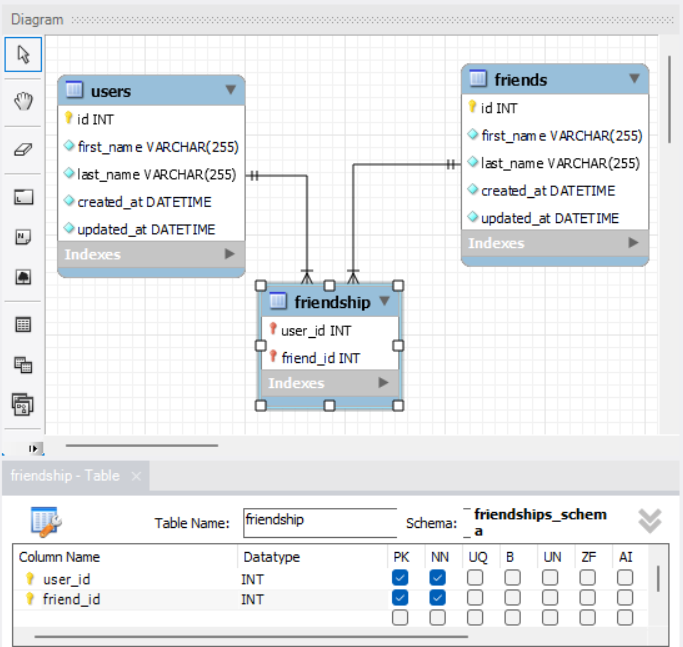 Diagram
users
id INT
first_name VARCHAR(255)
last_name VARCHAR(255)
created_at DATETIME
updated_at DATETIME
Indexes
friends
id INT
first_name VARCHAR(255)
last_name VARCHAR(255)
created_at DATETIME
updated_at DATETIME
Indexes
friendship
user_id INT
friend_id INT
Indexes
friendship - Table
Table Name: friendship Schema: friendships_schem
a
Column Name Datatype PK NN UQ B UN ZF AI
user_id INT
friend_id INT